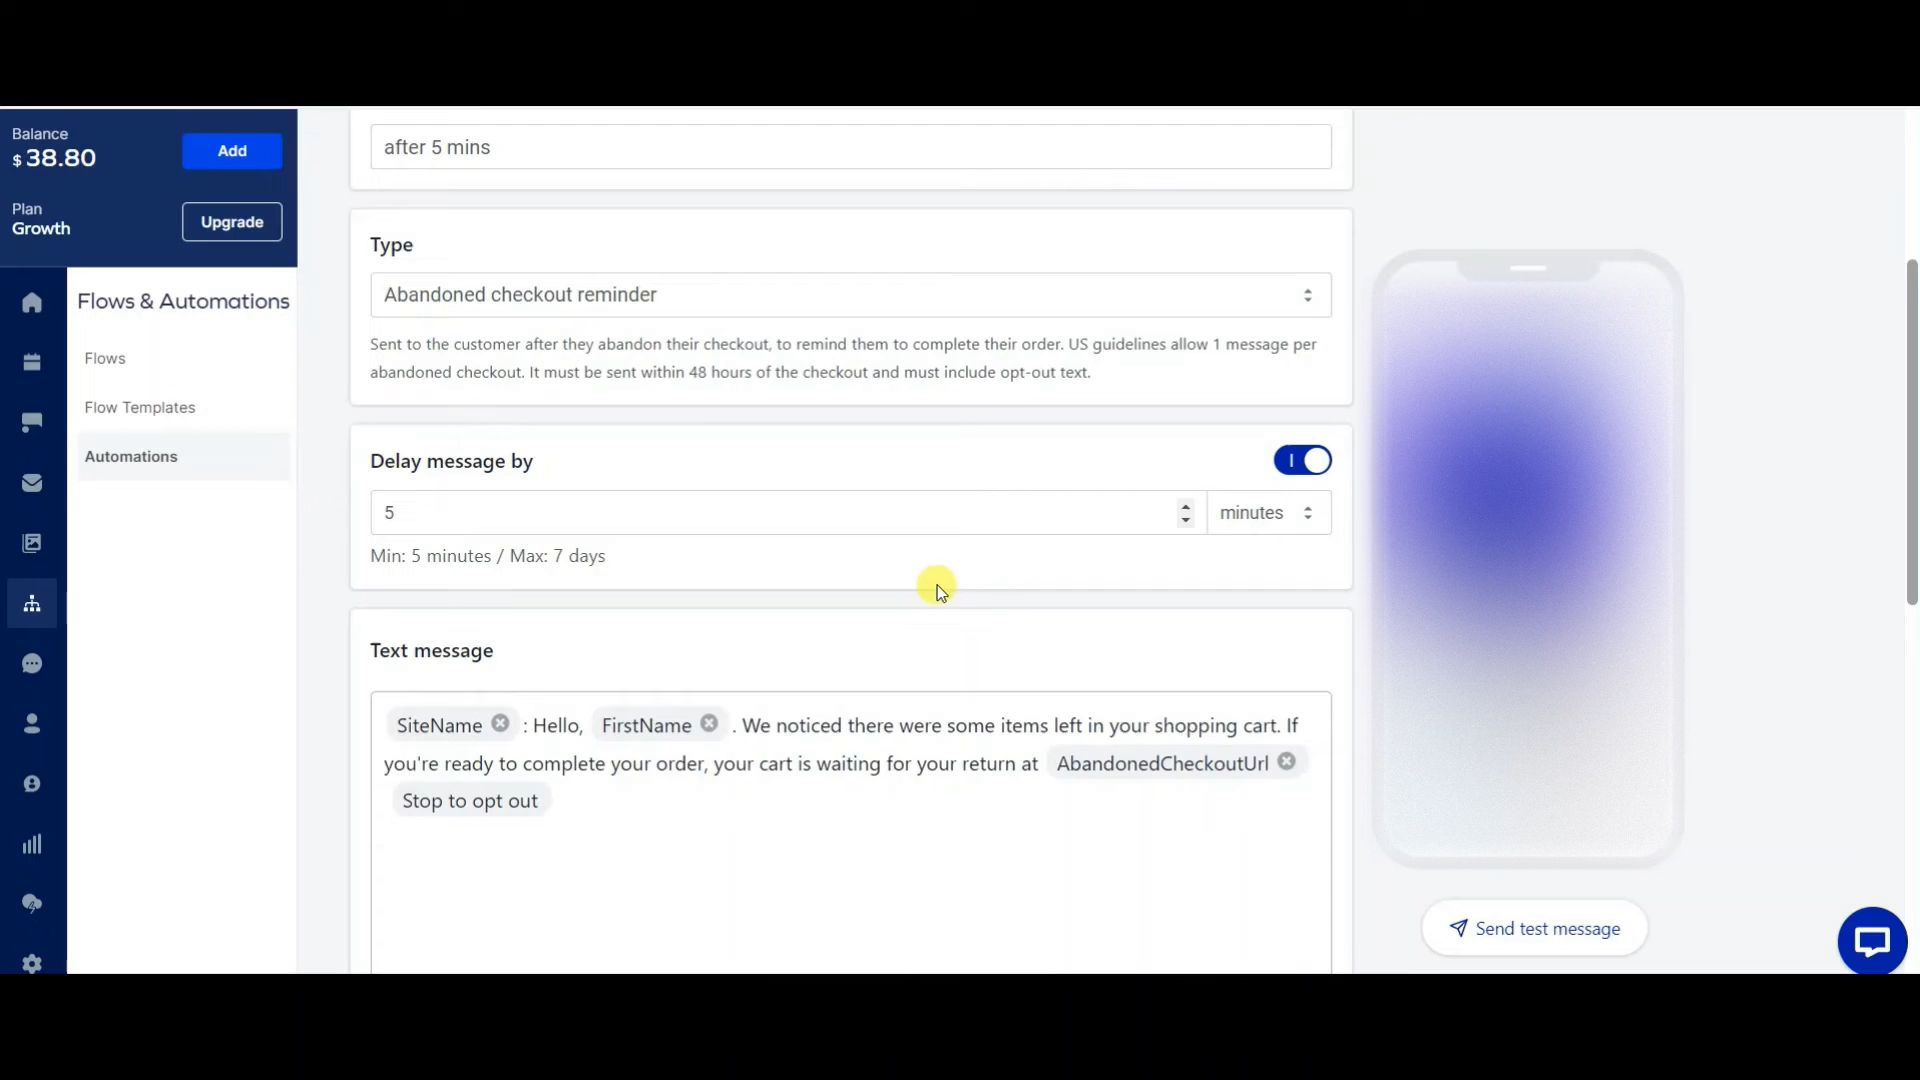 Balance
$ 38.80
Add
Plan
Growth
Upgrade
Flows & Automations
Flows
Flow Templates
Automations
after 5 mins
Type
Abandoned checkout reminder
Sent to the customer after they abandon their checkout, to remind them to complete their order. US guidelines allow 1 message per
abandoned checkout. It must be sent within 48 hours of the checkout and must include opt-out text.
Delay message by
5
minutes
Min: 5 minutes / Max: 7 days
Text message
SiteName : Hello, FirstName . We noticed there were some items left in your shopping cart. If
you're ready to complete your order, your cart is waiting for your return at AbandonedCheckoutUrl
Stop to opt out
Send test message